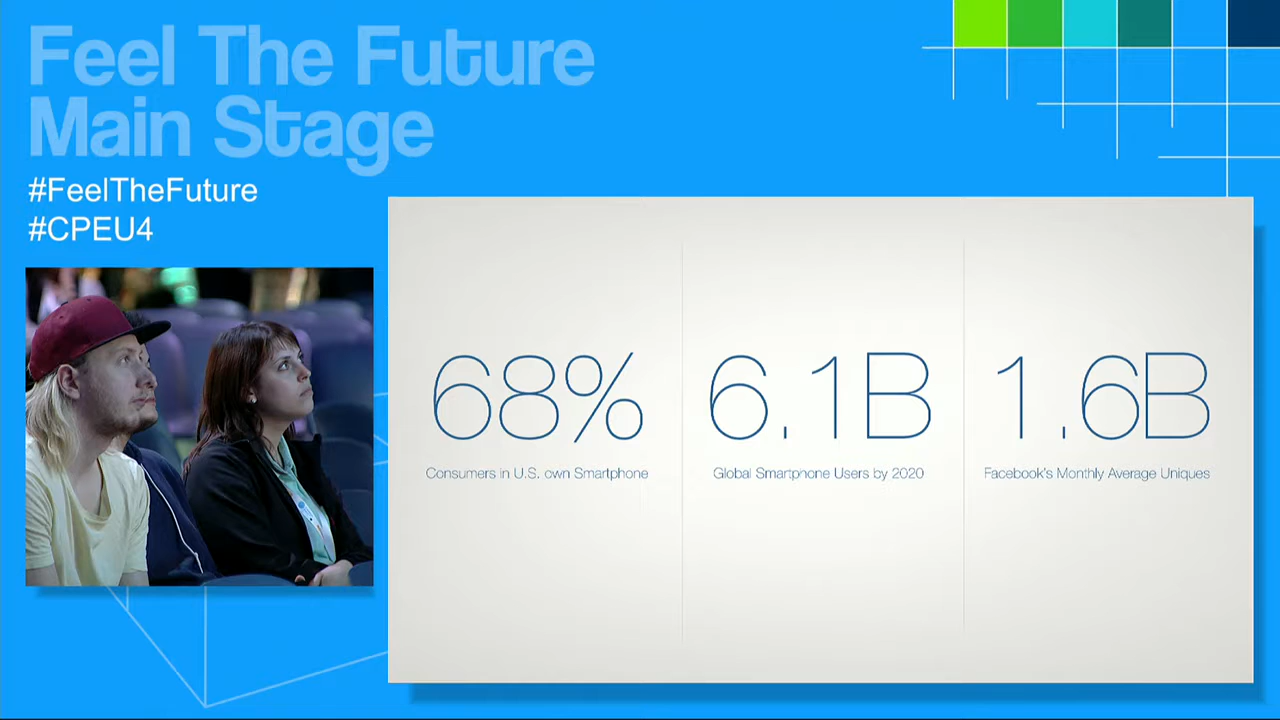 Feel The Future
Main Stage
#FeelTheFuture
#CPEU4
68%
Consumers in U.S. own Smartphone
6.1B
Global Smartphone Users by 2020
1.6B
Facebook's Monthly Average Uniques